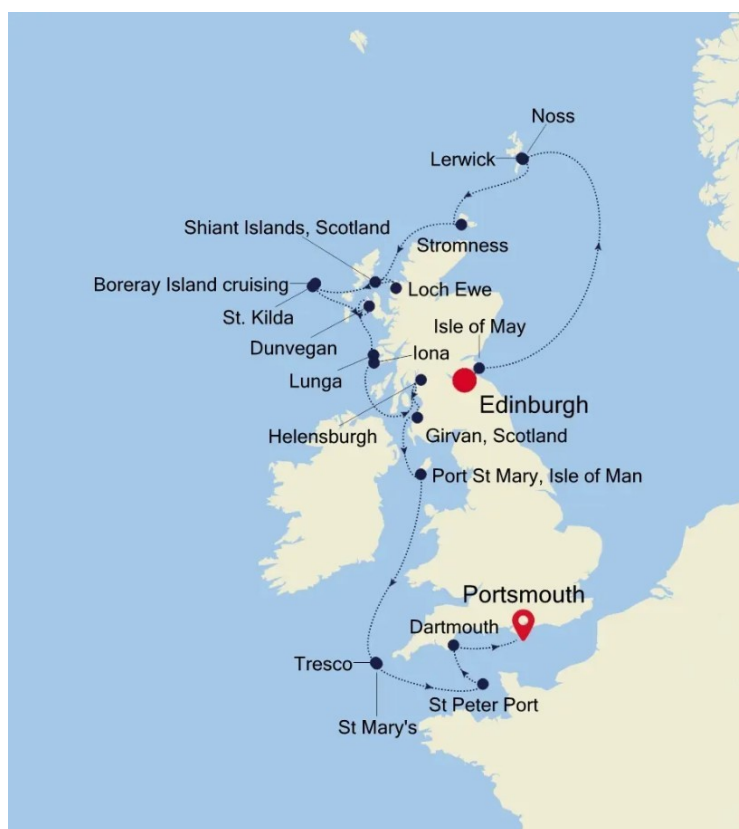 Noss
Lerwick
Shiant Islands, Scotland
Stromness
Boreray Island cruising
Loch Ewe
St. Kilda
Isle of May
Dunvegan
Iona
Lunga
Edinburgh
Helensburgh
Girvan, Scotland
Port St Mary, Isle of Man
Portsmouth
Dartmouth
Tresco
St Peter Port
St Mary's